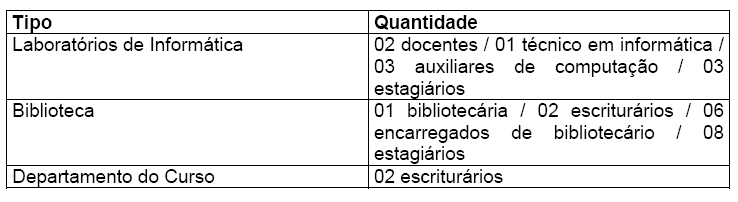 Tipo Quantidade
Laboratórios de Informática 02 docentes / 01 técnico em informática /
03 auxiliares de computação / 03
estagiários
Biblioteca 01 bibliotecária / 02 escriturários / 06
encarregados de bibliotecário / 08
estagiários
Departamento do Curso 02 escriturários